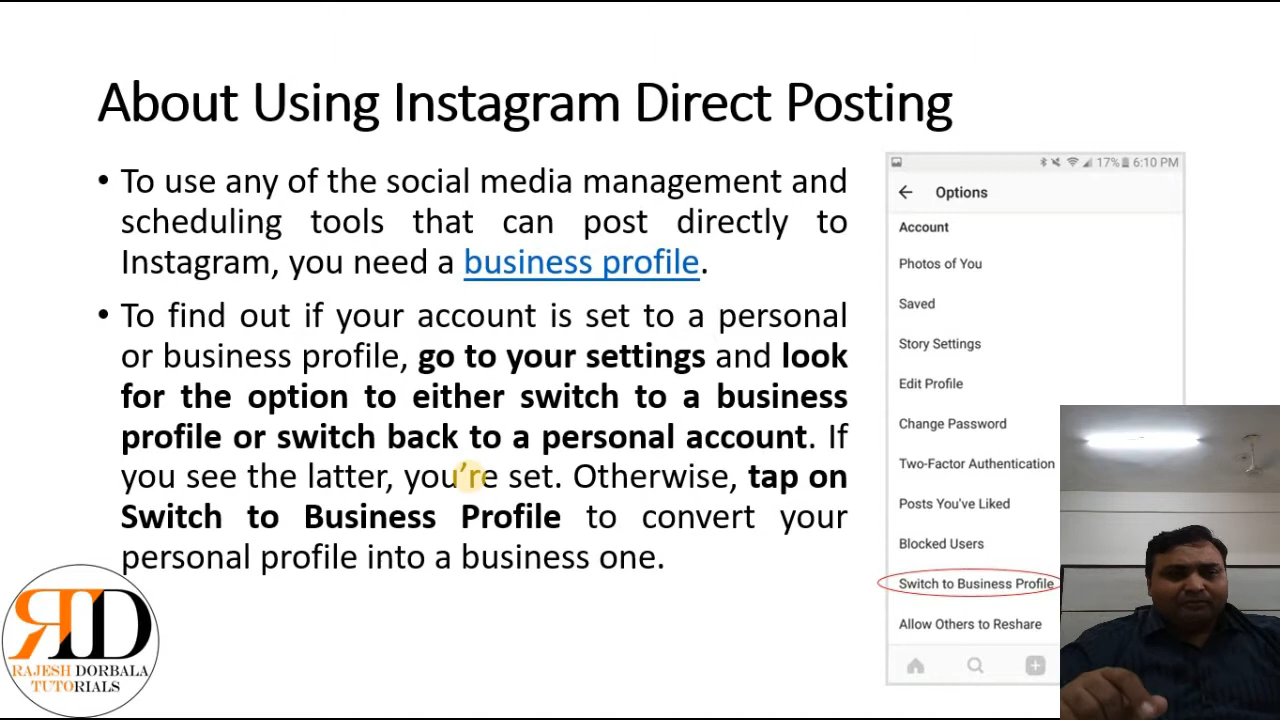 About Using Instagram Direct Posting
• To use any of the social media management and
scheduling tools that can post directly to
Instagram, you need a business profile.
• To find out if your account is set to a personal
or business profile, go to your settings and look
for the option to either switch to a business
profile or switch back to a personal account. If
you see the latter, you're set. Otherwise, tap on
Switch to Business Profile to convert your
personal profile into a business one.
17% 6:10 PM
Options
Account
Photos of You
Saved
Story Settings
Edit Profile
Change Password
Two-Factor Authentication
Posts You've Liked
Blocked Users
Switch to Business Profile
Allow Others to Reshare
RTD
RAJESH DORBALA
TUTORIALS